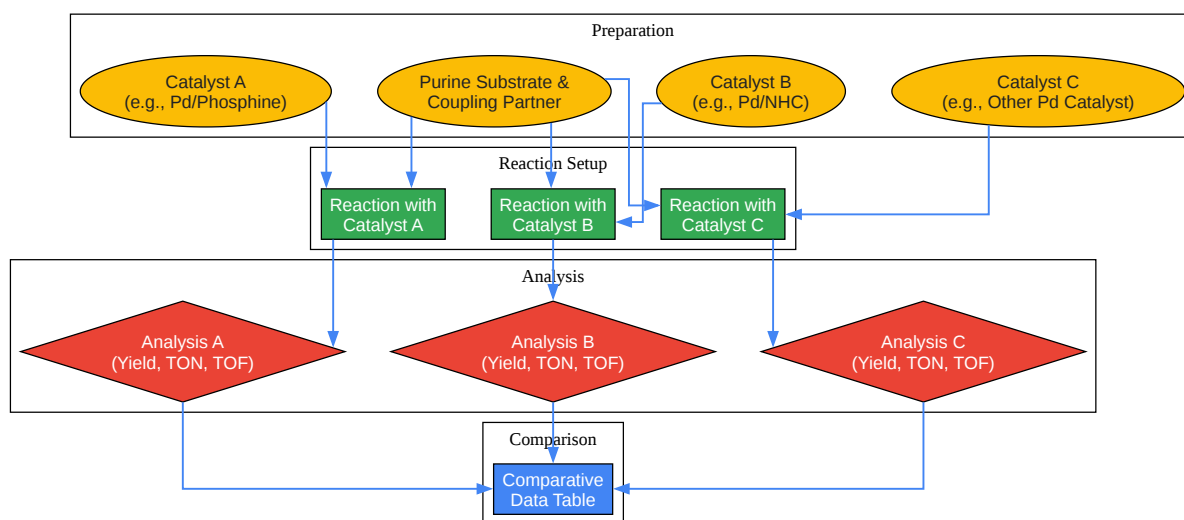 Preparation
Catalyst A
(e.g., Pd/Phosphine)
Purine Substrate &
Coupling Partner
Catalyst B
(e.g., Pd/NHC)
Catalyst C
(e.g., Other Pd Catalyst)
Reaction Setup
Reaction with
Catalyst A
Reaction with
Catalyst B
Reaction with
Catalyst C
Analysis
Analysis A
(Yield, TON, TOF)
Analysis B
(Yield, TON, TOF)
Analysis C
(Yield, TON, TOF)
Comparison
Comparative
Data Table